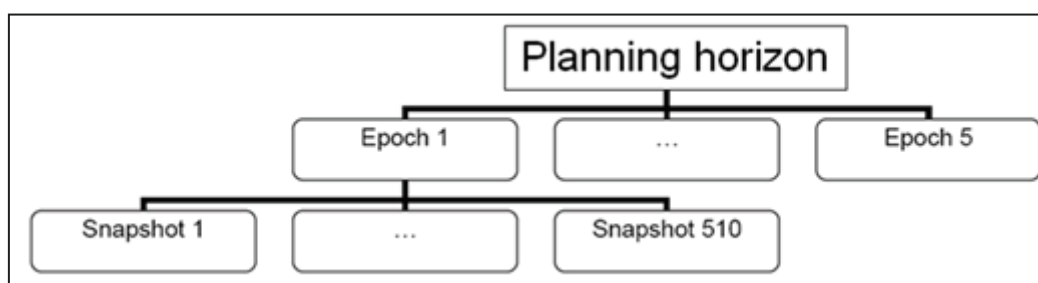 Planning horizon
Epoch 1
...
Epoch 5
Snapshot 1
...
Snapshot 510